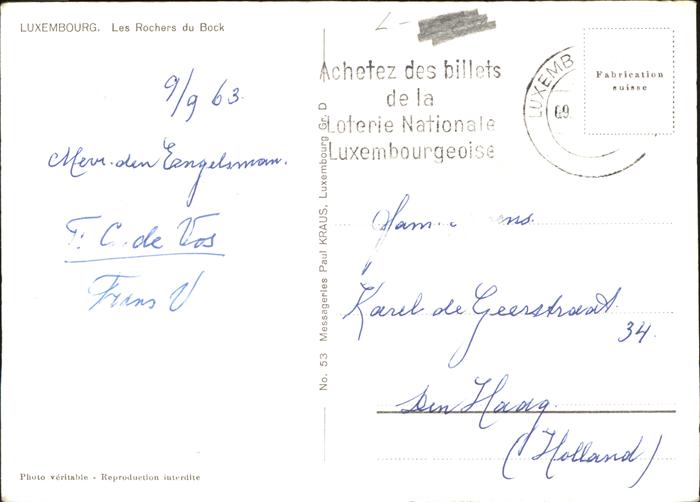 LUXEMBOURG. Les Rochers du Bock
9/9 63.
Mevr. den Engelsman.
F. C. de Vos
Frans V
No. 53 Messageries Paul KRAUS, Luxembourg Gr. D
Achetez des billets
de la
Loterie Nationale
Luxembourgeoise
LUXEMB
09.
Fabrication
suisse
Karel de Geerstraat.
34.
Den Haag.
(Holland)
Photo véritable - Reproduction interdite